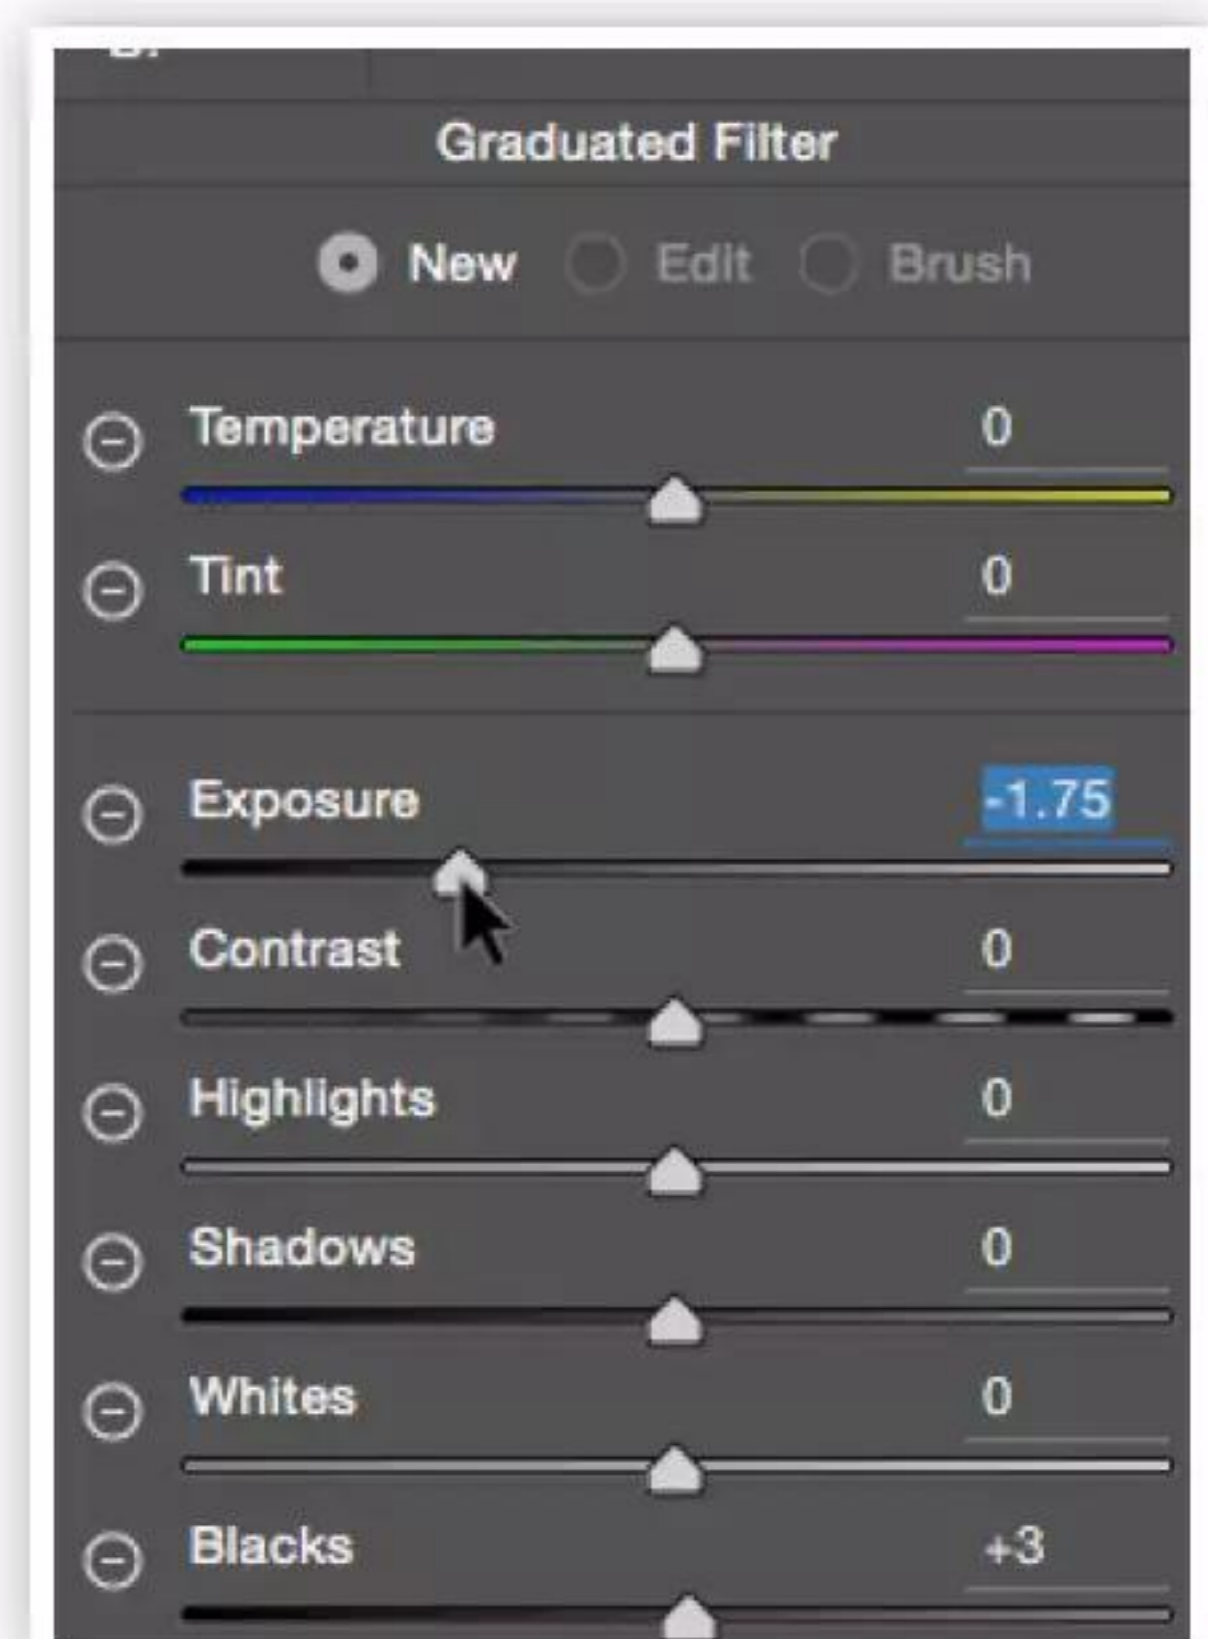 Graduated Filter
New Edit Brush
Temperature 0
Tint 0
Exposure -1.75
Contrast 0
Highlights 0
Shadows 0
Whites 0
Blacks +3